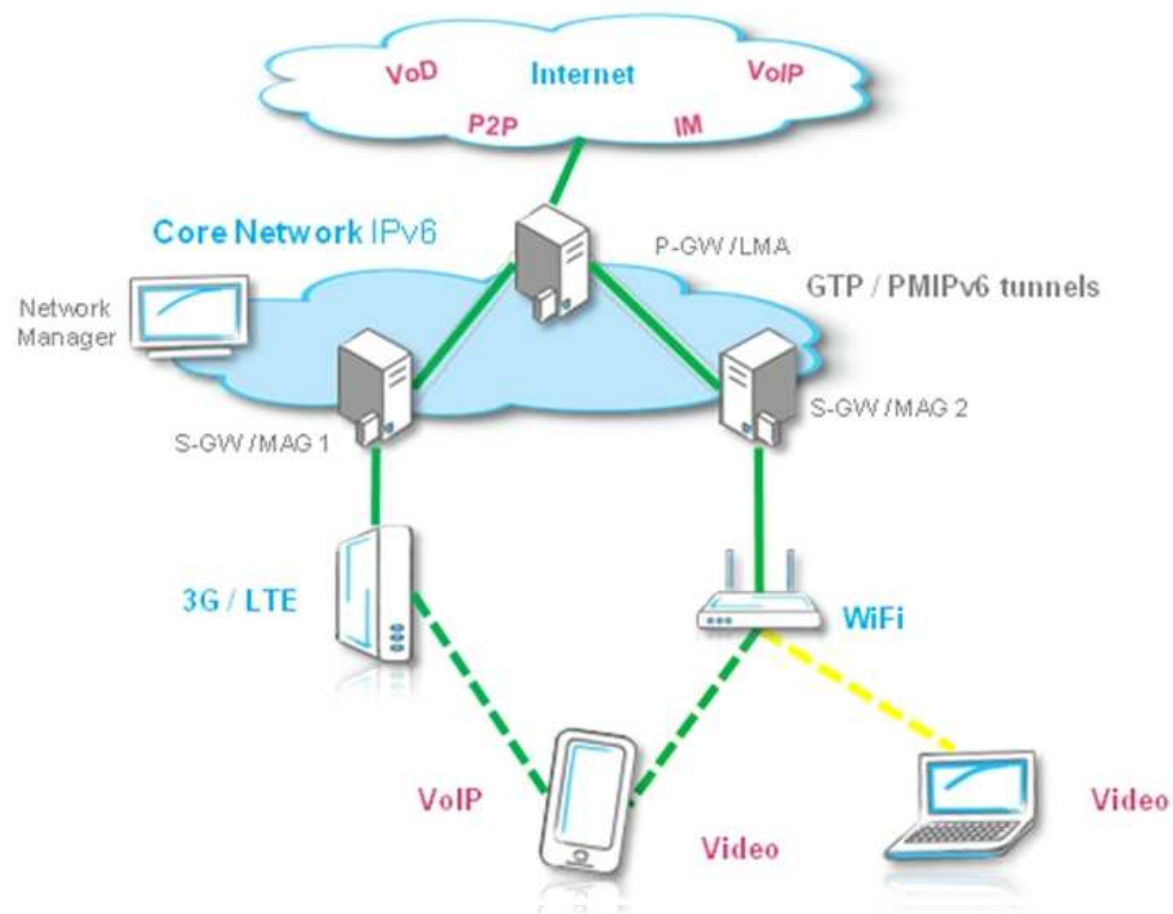 VoD Internet VoIP
P2P IM
Core Network IPv6
P-GW / LMA
GTP / PMIPv6 tunnels
Network
Manager
S-GW / MAG 1
S-GW / MAG 2
3G / LTE
WiFi
VoIP
Video
Video